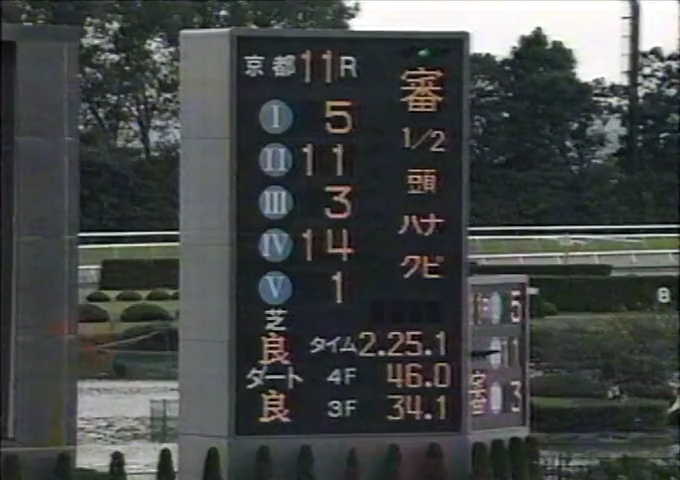 京都 11R
審
I 5
1/2
II 11
頭
III 3
ハナ
IV 14
クビ
V 1
芝
良 タイム 2.25.1
ダート 4F 46.0
良 3F 34.1
5
11
審 3
8